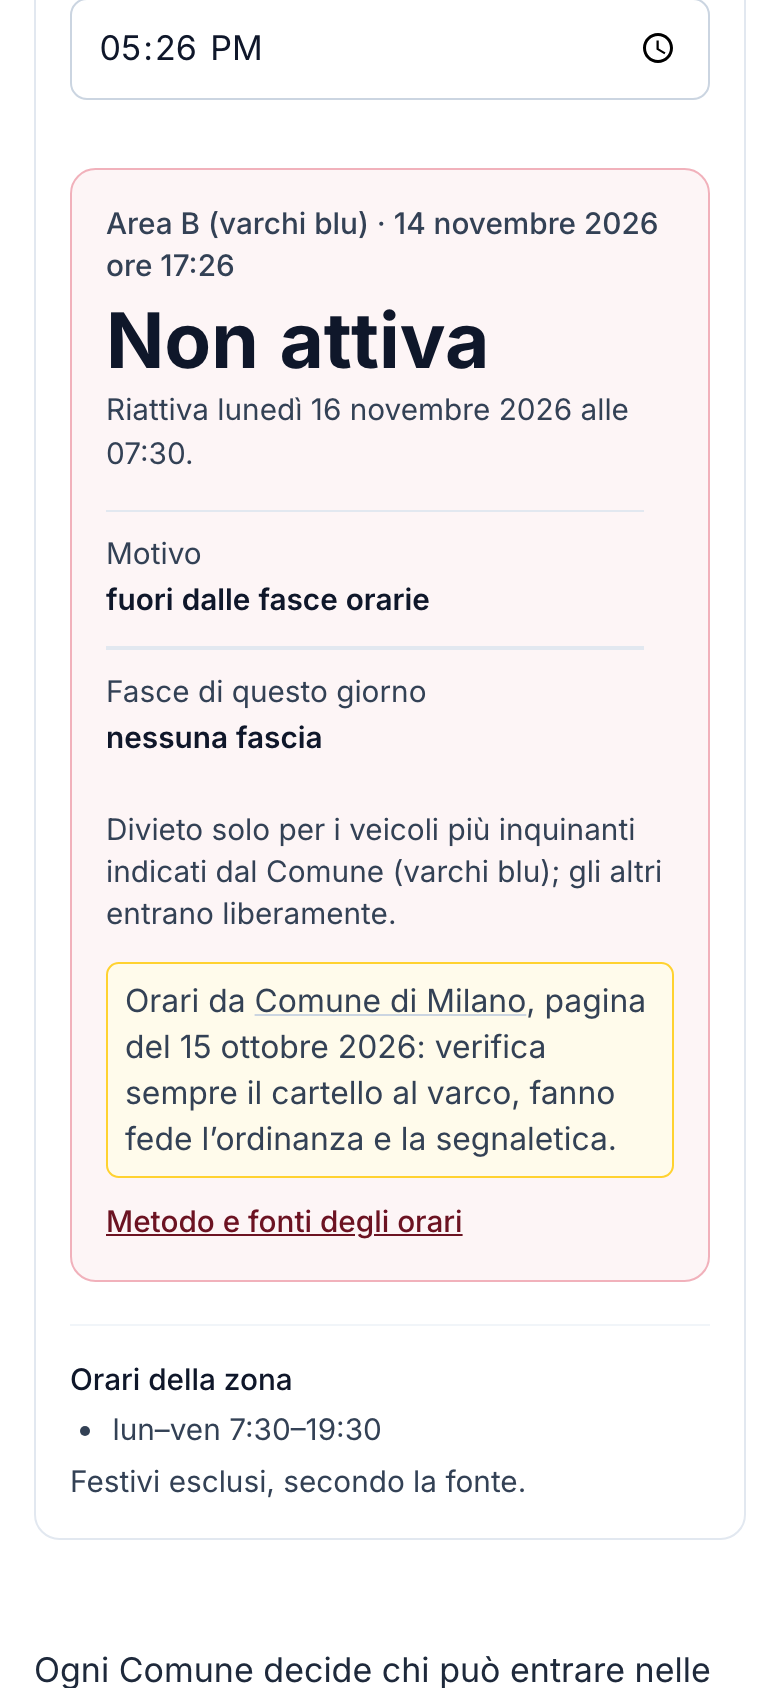 05:26 PM
Area B (varchi blu) · 14 novembre 2026
ore 17:26
Non attiva
Riattiva lunedì 16 novembre 2026 alle
07:30.
Motivo
fuori dalle fasce orarie
Fasce di questo giorno
nessuna fascia
Divieto solo per i veicoli più inquinanti
indicati dal Comune (varchi blu); gli altri
entrano liberamente.
Orari da Comune di Milano, pagina
del 15 ottobre 2026: verifica
sempre il cartello al varco, fanno
fede l’ordinanza e la segnaletica.
Metodo e fonti degli orari
Orari della zona
• lun–ven 7:30–19:30
Festivi esclusi, secondo la fonte.
Ogni Comune decide chi può entrare nelle